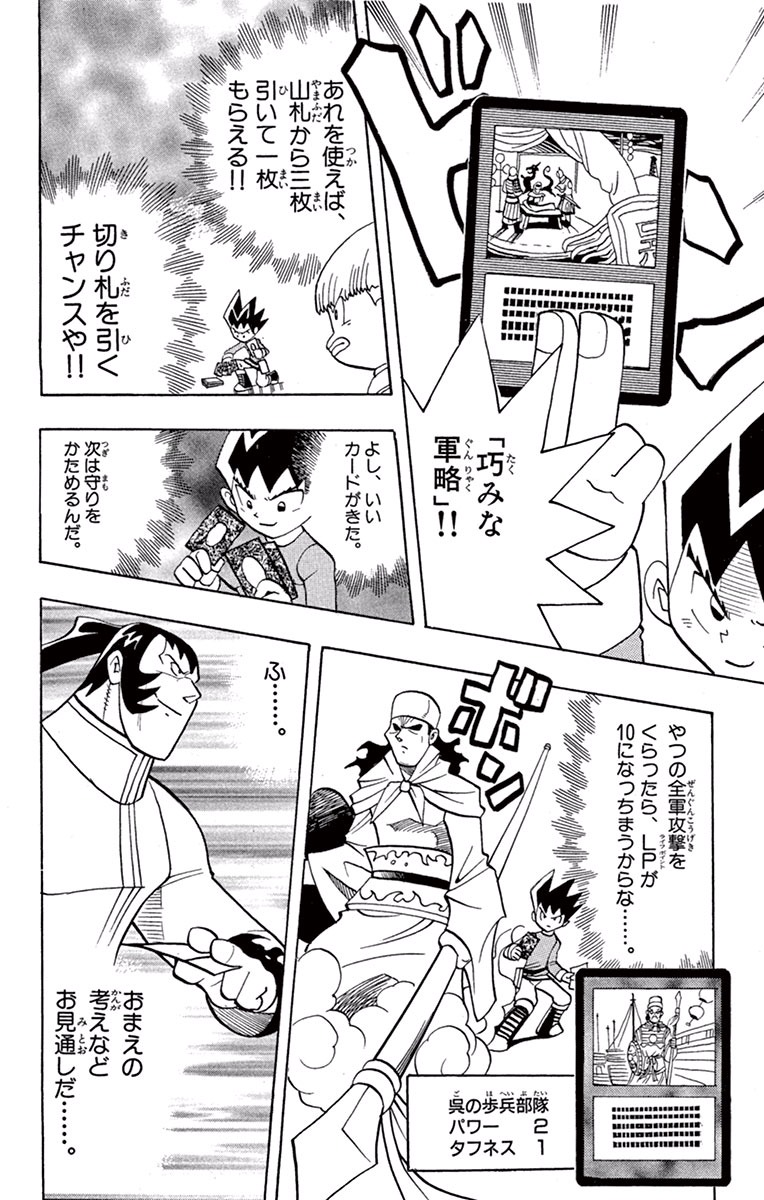 ドン
「巧みな
軍略」!!
あれを使えば、
山札から三枚
引いて一枚
もらえる!!
切り札を引く
チャンスや!!
よし、いい
カードがきた。
次は守りを
かためるんだ。
やつの全軍攻撃を
くらったら、LPが
10になっちまうからな……。
ボン
呉の歩兵部隊
パワー 2
タフネス 1
ふ……。
おまえの
考えなど
お見通しだ……。